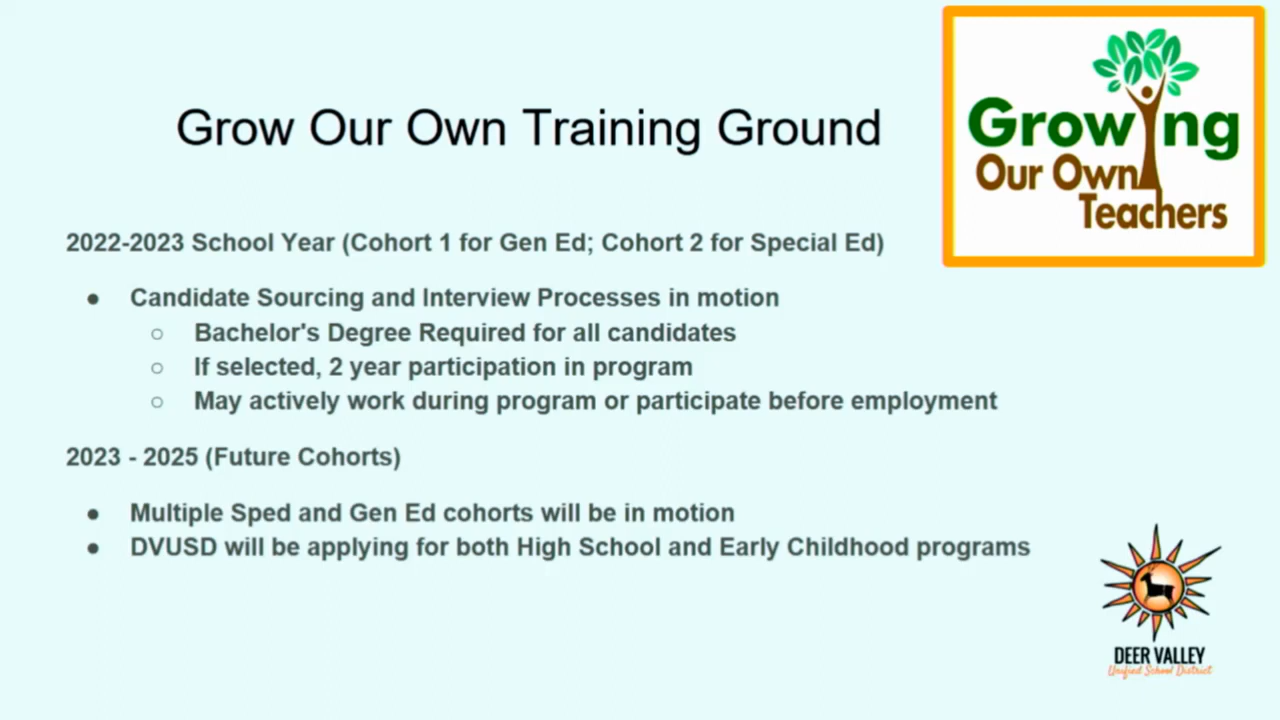 Grow Our Own Training Ground
Growing
Our Own
Teachers
2022-2023 School Year (Cohort 1 for Gen Ed; Cohort 2 for Special Ed)
● Candidate Sourcing and Interview Processes in motion
○ Bachelor's Degree Required for all candidates
○ If selected, 2 year participation in program
○ May actively work during program or participate before employment
2023 - 2025 (Future Cohorts)
● Multiple Sped and Gen Ed cohorts will be in motion
● DVUSD will be applying for both High School and Early Childhood programs
DEER VALLEY
Unified School District